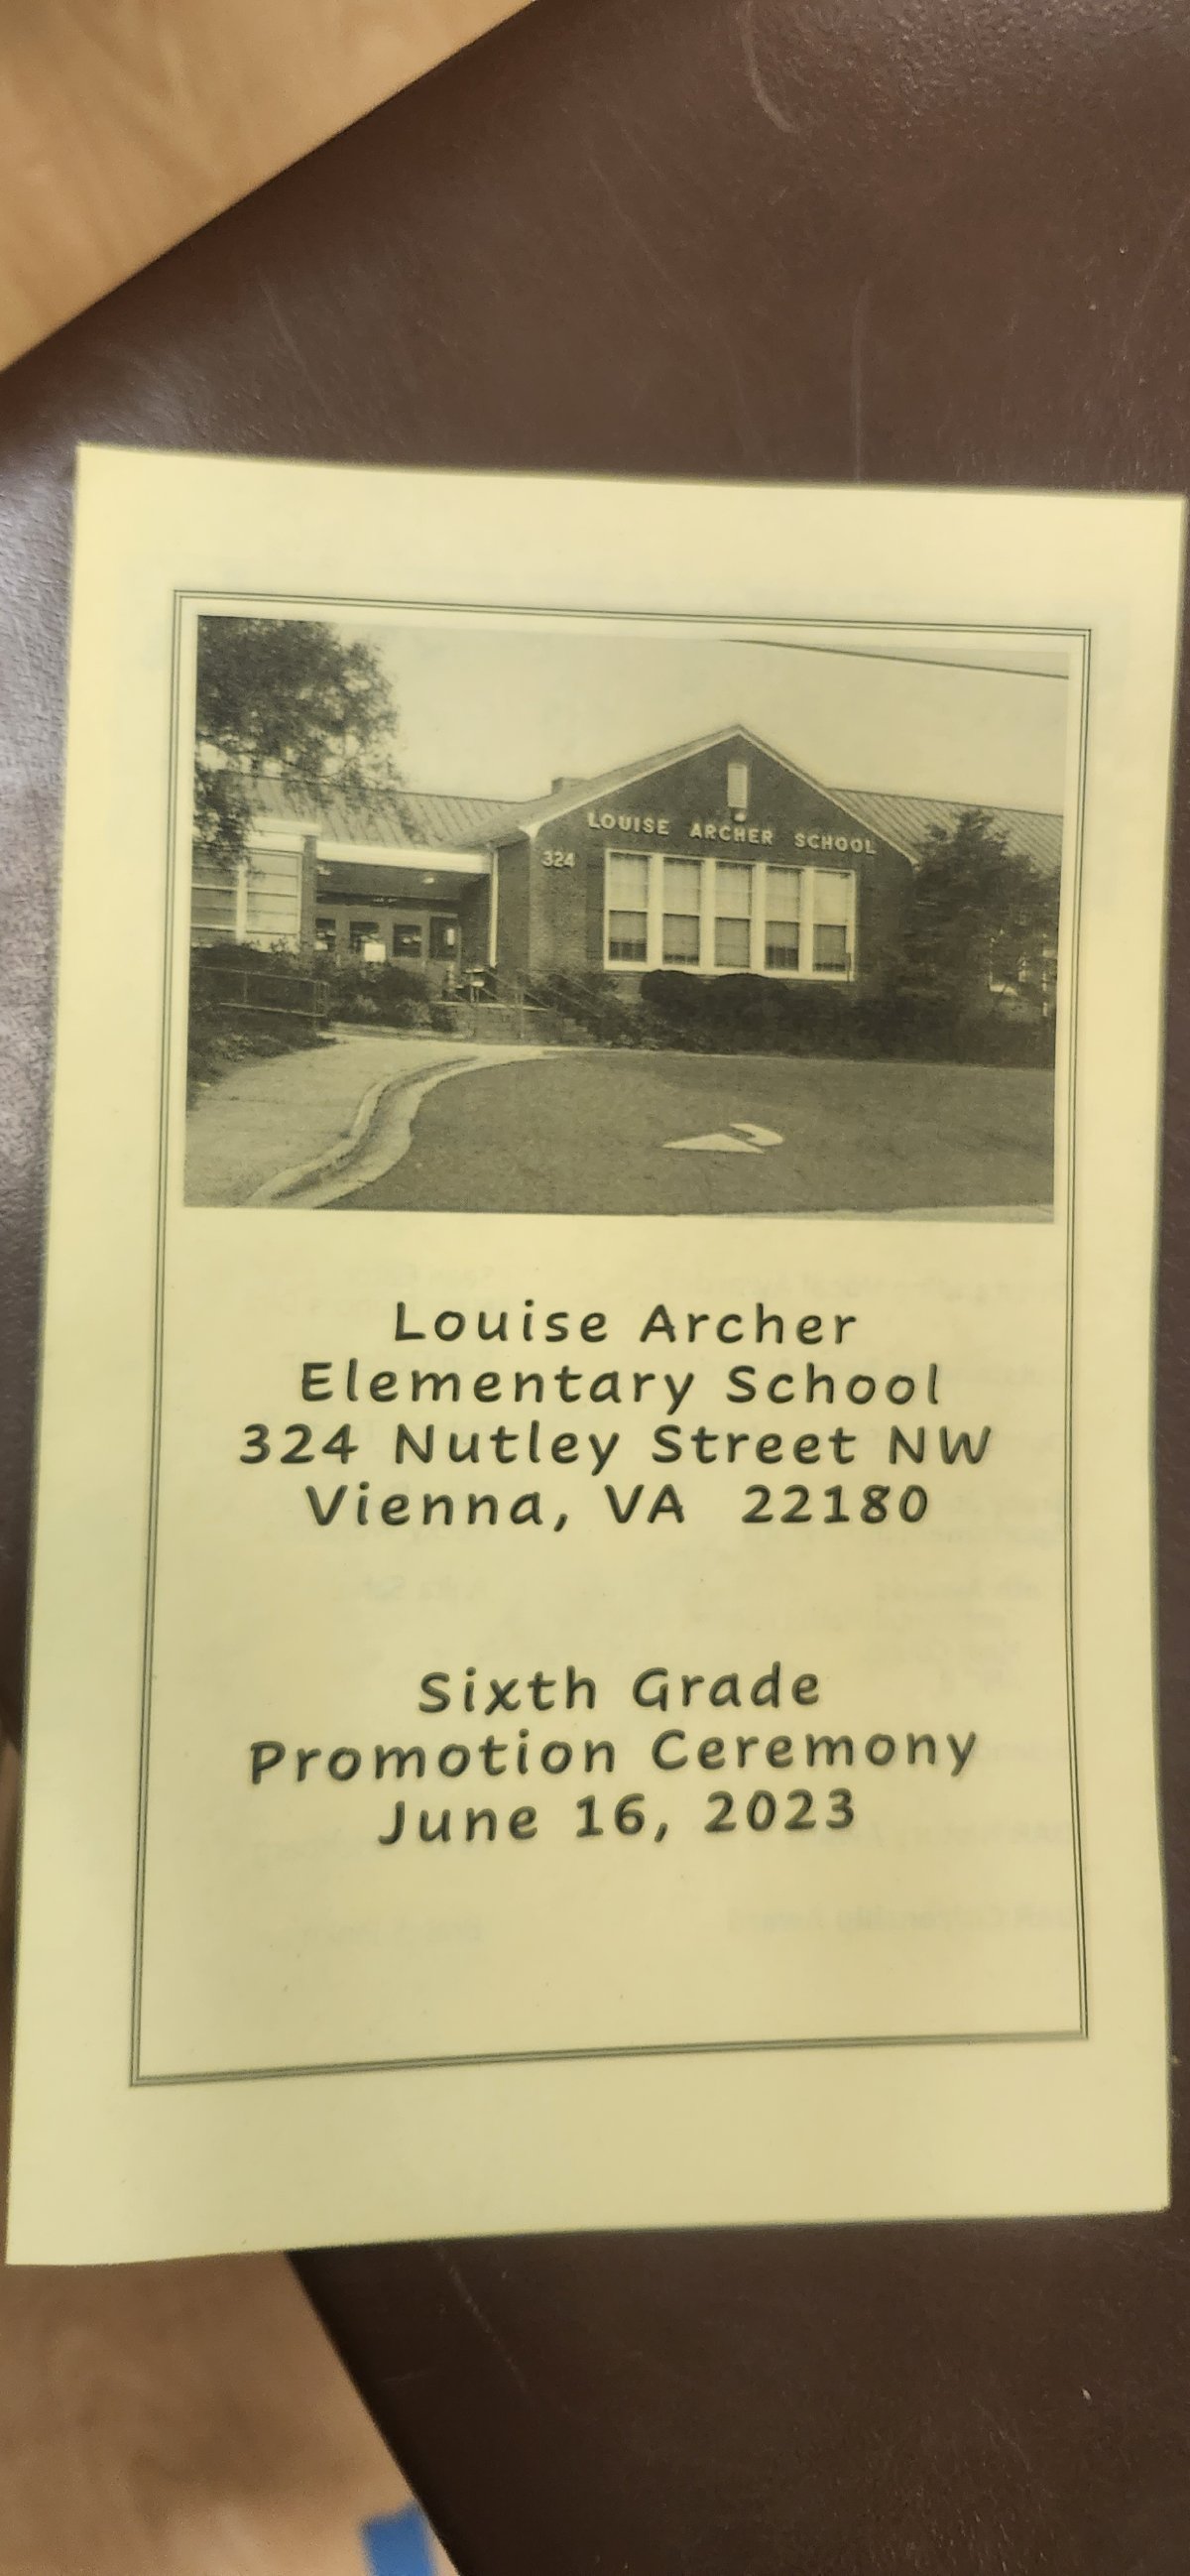 LOUISE ARCHER SCHOOL
324
Louise Archer
Elementary School
324 Nutley Street NW
Vienna, VA 22180
Sixth Grade
Promotion Ceremony
June 16, 2023